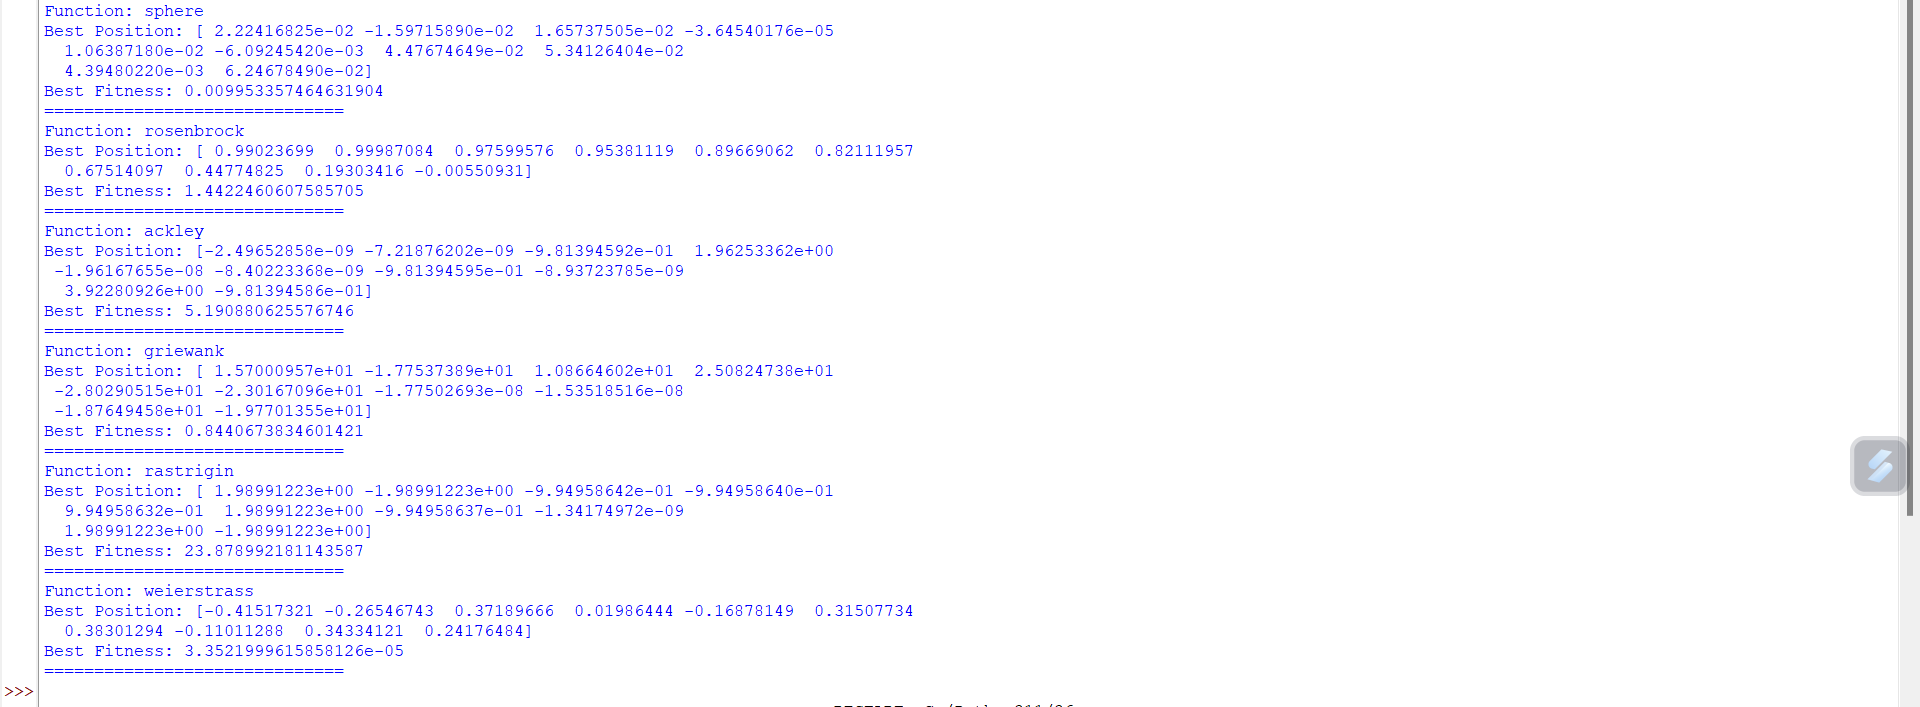 Function: sphere
Best Position: [ 2.22416825e-02 -1.59715890e-02  1.65737505e-02 -3.64540176e-05
  1.06387180e-02 -6.09245420e-03  4.47674649e-02  5.34126404e-02
  4.39480220e-03  6.24678490e-02]
Best Fitness: 0.009953357464631904
==============================
Function: rosenbrock
Best Position: [ 0.99023699  0.99987084  0.97599576  0.95381119  0.89669062  0.82111957
  0.67514097  0.44774825  0.19303416 -0.00550931]
Best Fitness: 1.4422460607585705
==============================
Function: ackley
Best Position: [-2.49652858e-09 -7.21876202e-09 -9.81394592e-01  1.96253362e+00
 -1.96167655e-08 -8.40223368e-09 -9.81394595e-01 -8.93723785e-09
  3.92280926e+00 -9.81394586e-01]
Best Fitness: 5.190880625576746
==============================
Function: griewank
Best Position: [ 1.57000957e+01 -1.77537389e+01  1.08664602e+01  2.50824738e+01
 -2.80290515e+01 -2.30167096e+01 -1.77502693e-08 -1.53518516e-08
 -1.87649458e+01 -1.97701355e+01]
Best Fitness: 0.8440673834601421
==============================
Function: rastrigin
Best Position: [ 1.98991223e+00 -1.98991223e+00 -9.94958642e-01 -9.94958640e-01
  9.94958632e-01  1.98991223e+00 -9.94958637e-01 -1.34174972e-09
  1.98991223e+00 -1.98991223e+00]
Best Fitness: 23.878992181143587
==============================
Function: weierstrass
Best Position: [-0.41517321 -0.26546743  0.37189666  0.01986444 -0.16878149  0.31507734
  0.38301294 -0.11011288  0.34334121  0.24176484]
Best Fitness: 3.3521999615858126e-05
==============================
>>>